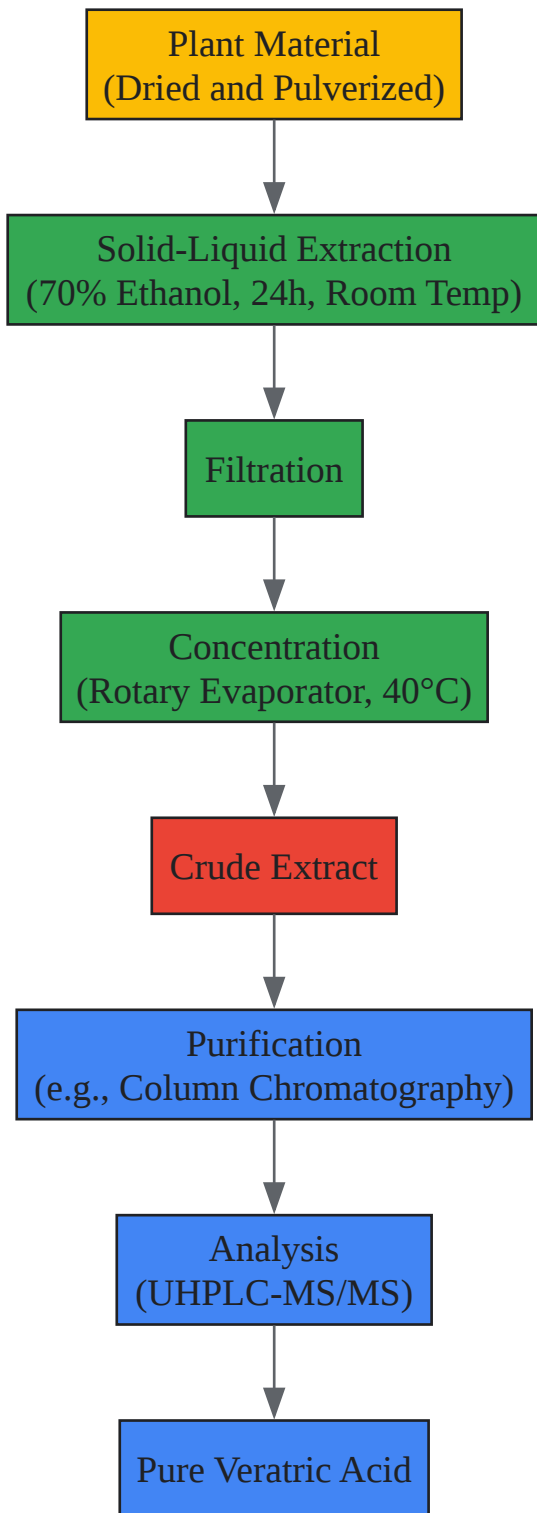 Plant Material
(Dried and Pulverized)
Solid-Liquid Extraction
(70% Ethanol, 24h, Room Temp)
Filtration
Concentration
(Rotary Evaporator, 40°C)
Crude Extract
Purification
(e.g., Column Chromatography)
Analysis
(UHPLC-MS/MS)
Pure Veratric Acid